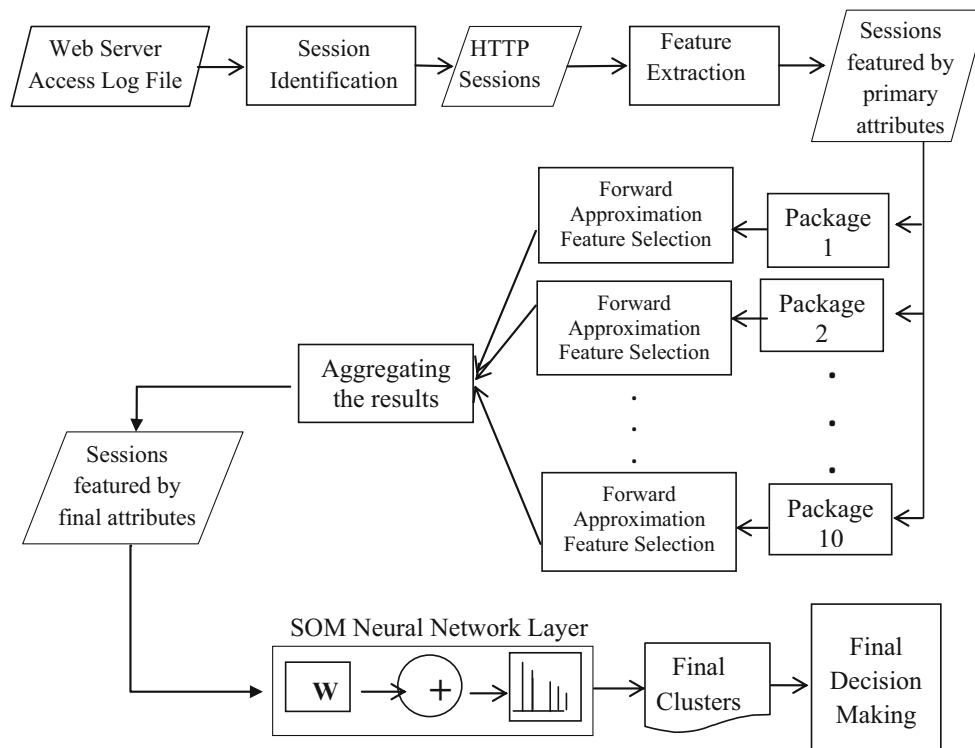 Web Server
Access Log File
Session
Identification
HTTP
Sessions
Feature
Extraction
Sessions
featured by
primary
attributes
Forward
Approximation
Feature Selection
Package
1
Forward
Approximation
Feature Selection
Package
2
Aggregating
the results
Sessions
featured by
final attributes
Forward
Approximation
Feature Selection
Package
10
SOM Neural Network Layer
W
+
Final
Clusters
Final
Decision
Making